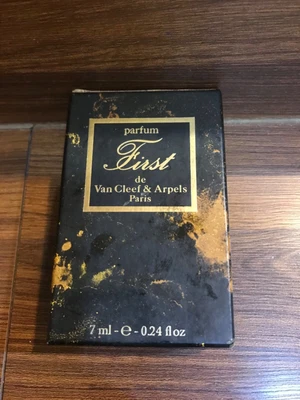 parfum
First
de
Van Cleef & Arpels
Paris
7 ml - ℮ - 0.24 fl oz